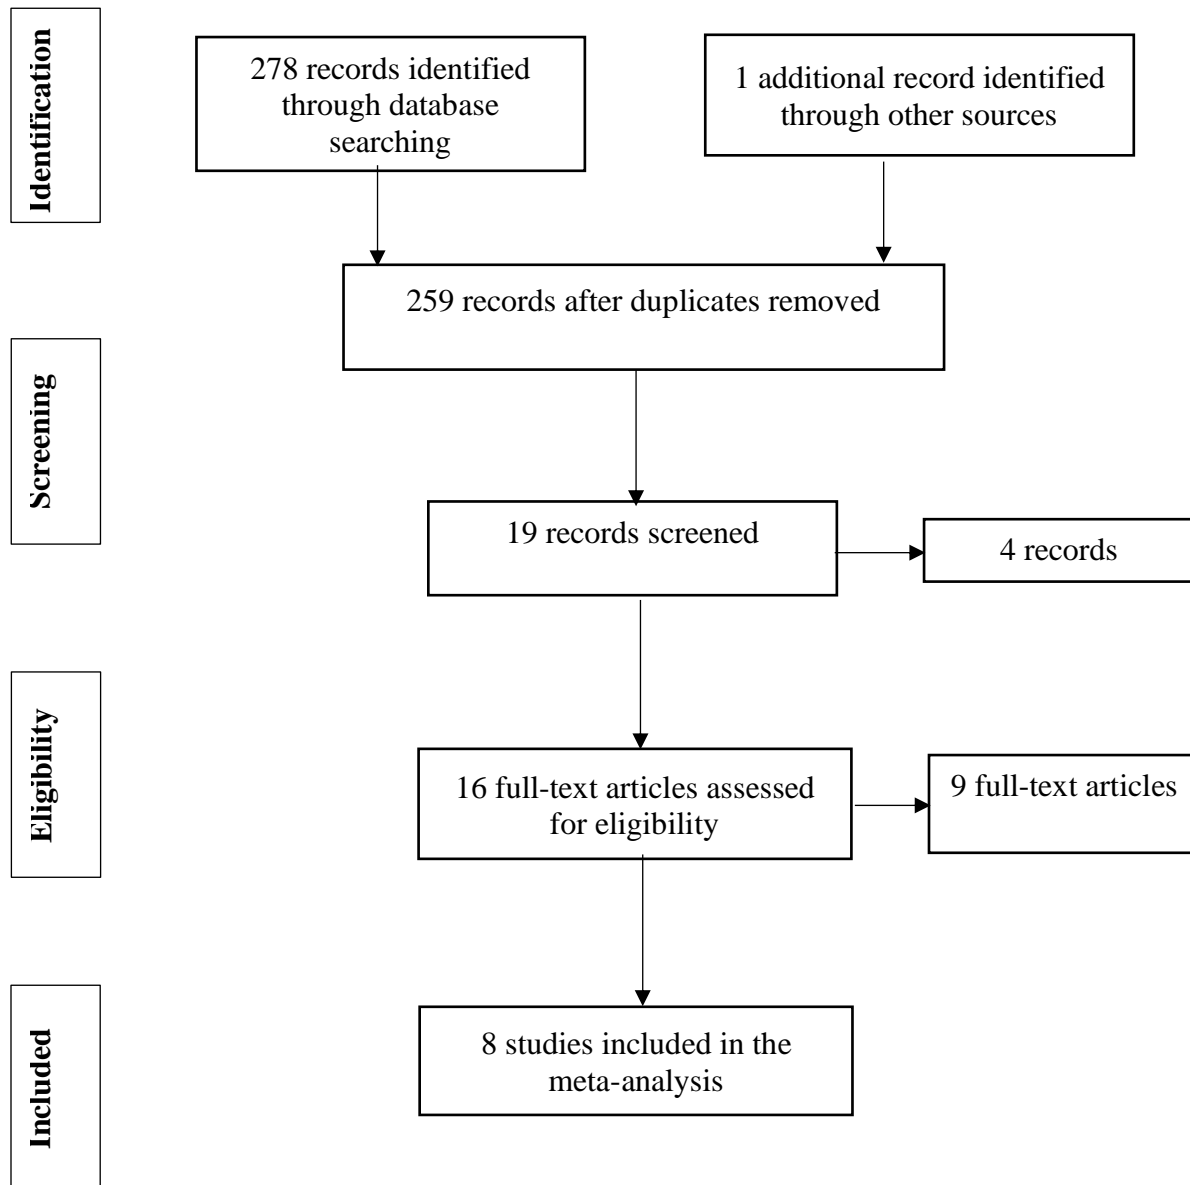 Identification
278 records identified
through database
searching
1 additional record identified
through other sources
259 records after duplicates removed
Screening
19 records screened
4 records
Eligibility
16 full-text articles assessed
for eligibility
9 full-text articles
Included
8 studies included in the
meta-analysis